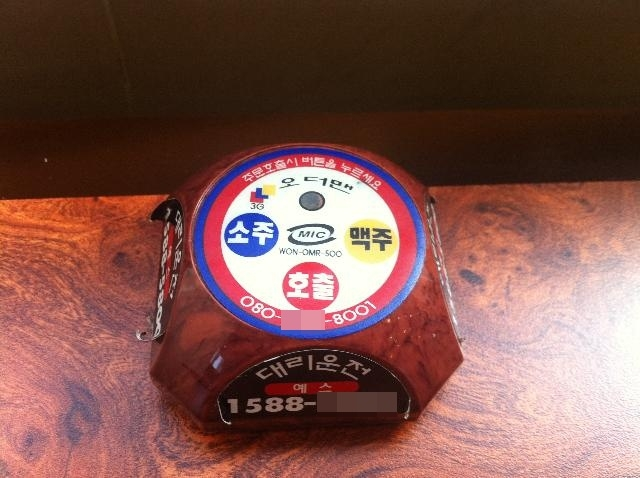 주문호출시 버튼을 누르세요
오더맨
3G
소주
MIC
맥주
WON-OMR-500
호출
080- -8001
대리운전
예스
1588-